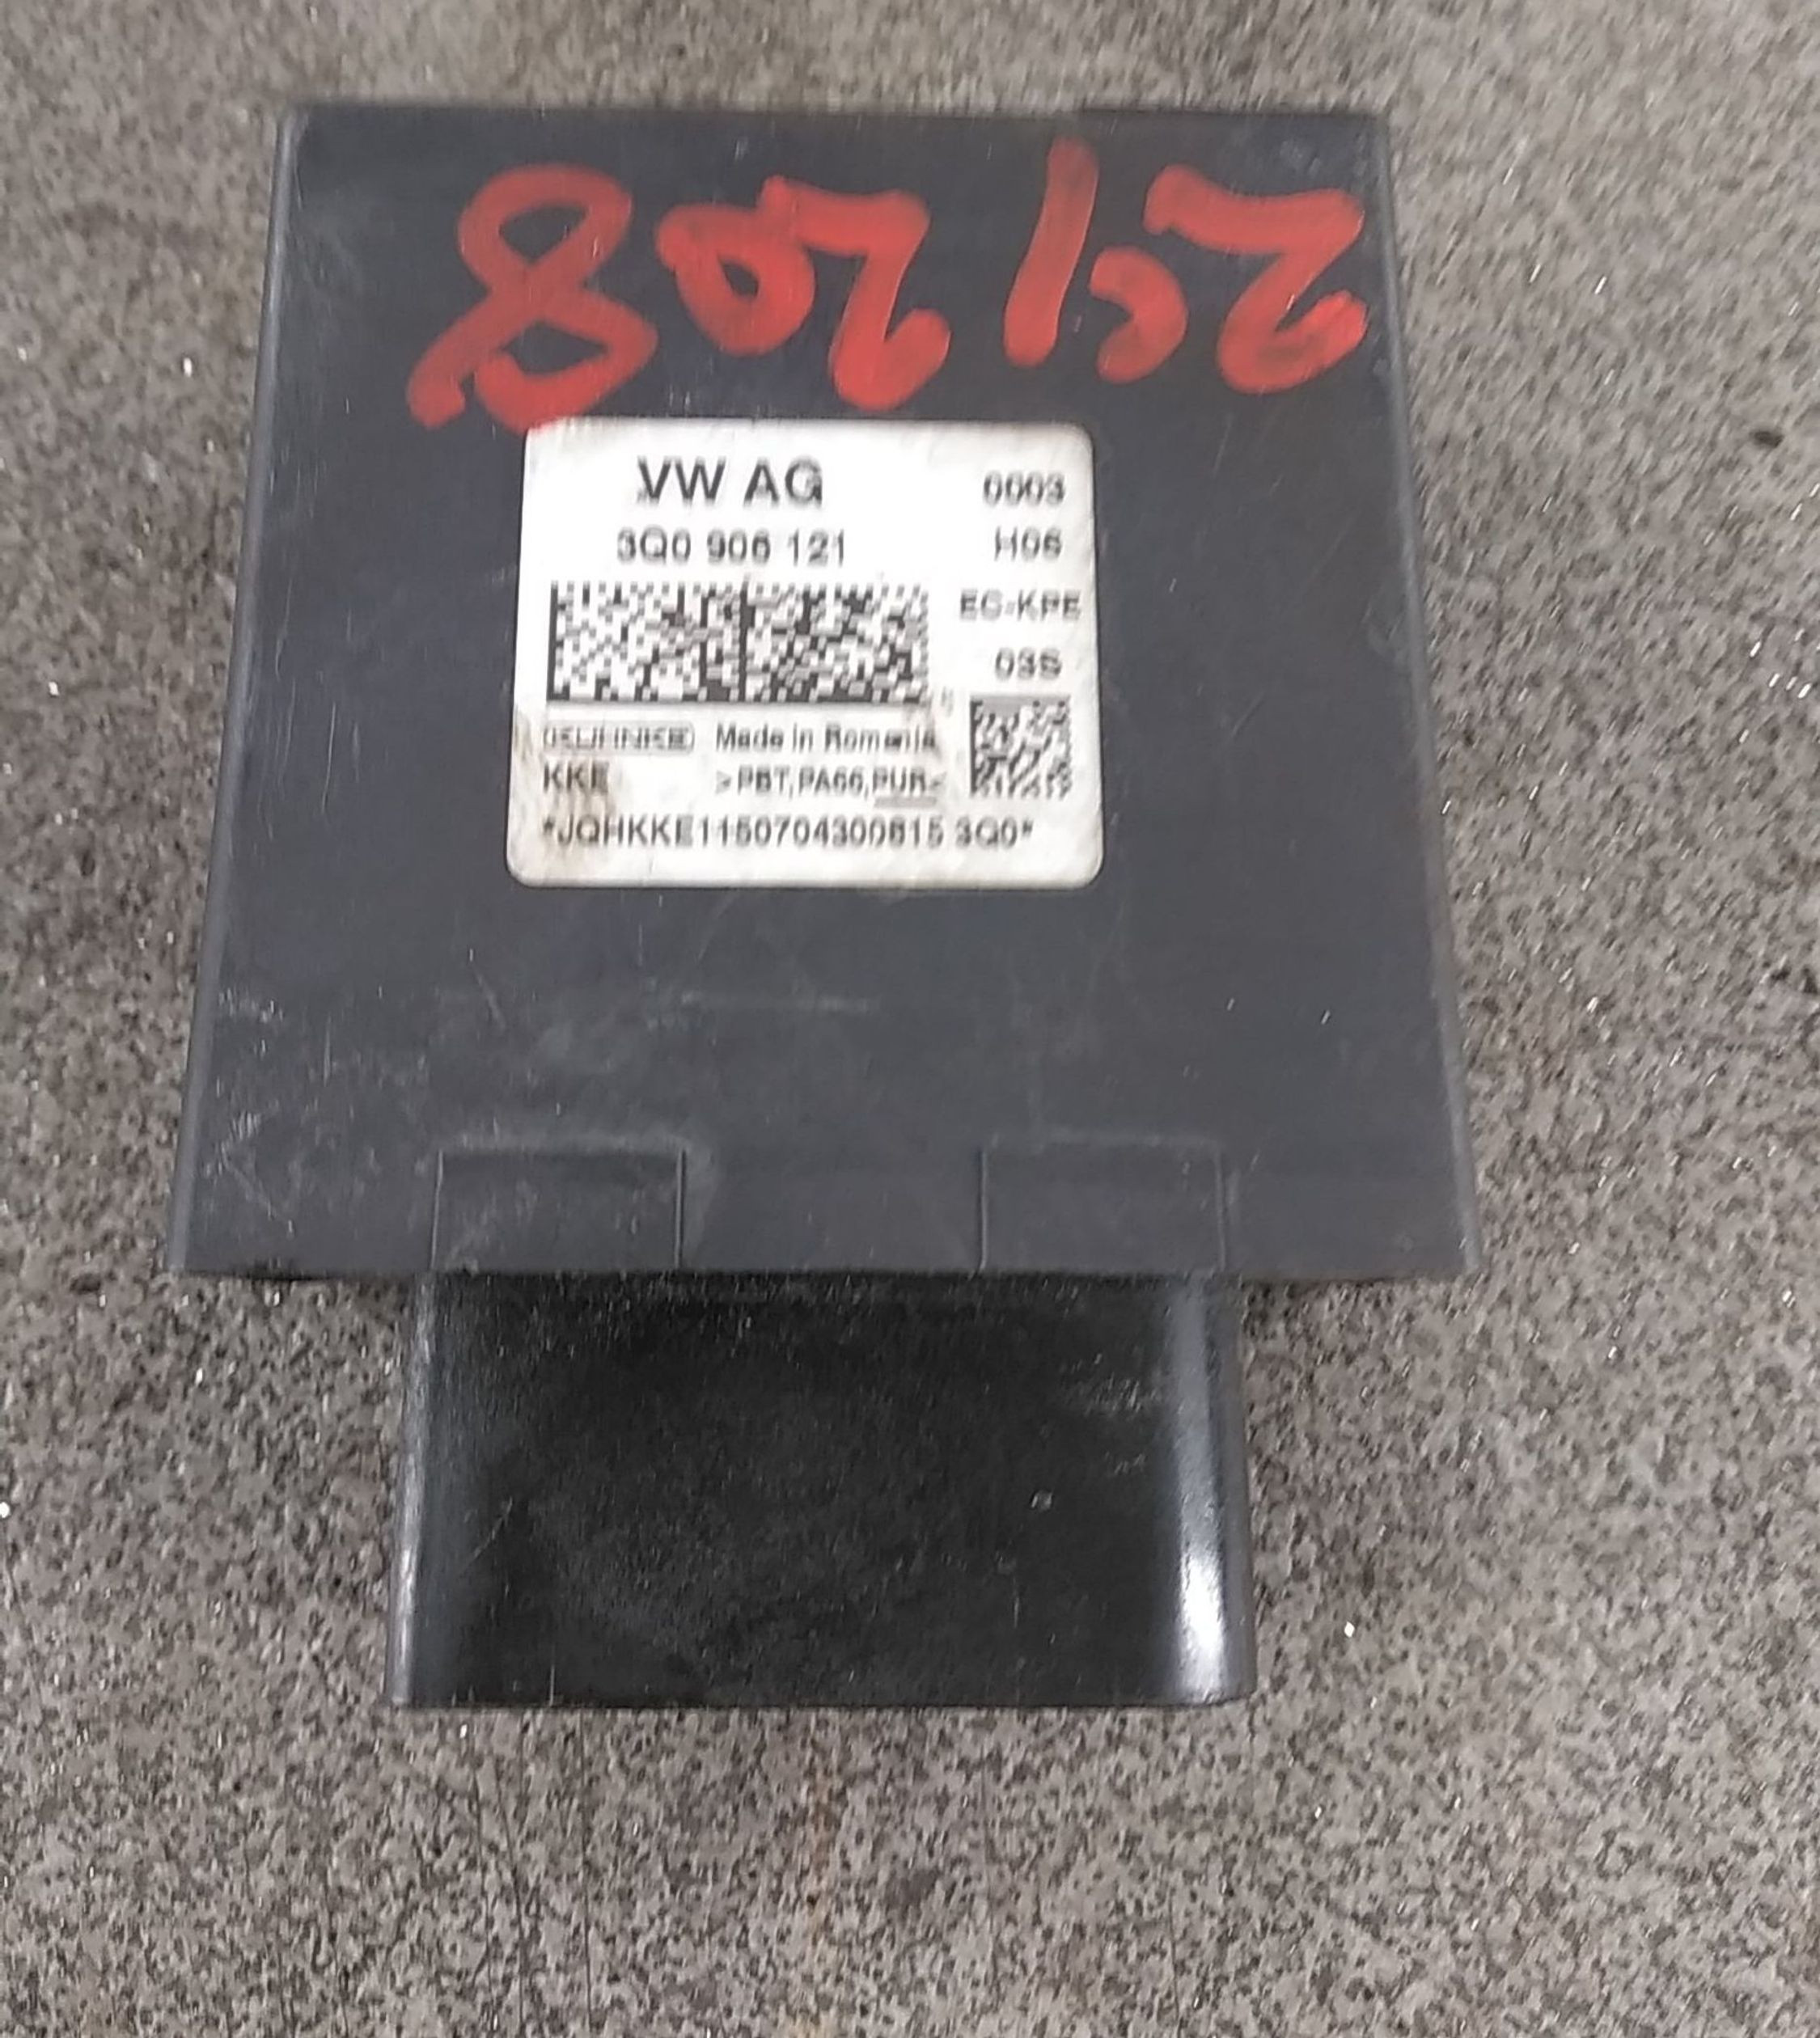 VW AG
0003
3Q0 906 121
H06
EC-KPE
03S
KUHNKE
Made in Romania
KKE
>PBT,PA66,PUR<
*JQHKKE1150704300815 3Q0*